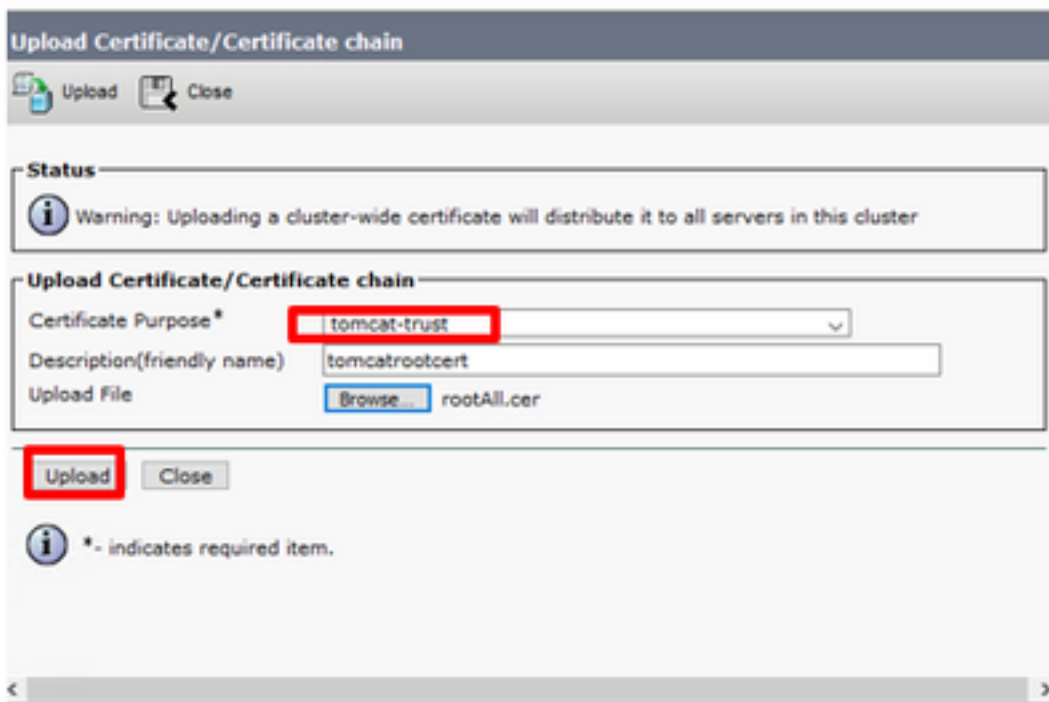 Upload Certificate/Certificate chain
Upload Close
Status
Warning: Uploading a cluster-wide certificate will distribute it to all servers in this cluster
Upload Certificate/Certificate chain
Certificate Purpose* tomcat-trust
Description(friendly name) tomcatrootcert
Upload File Browse... rootAll.cer
Upload Close
*- indicates required item.